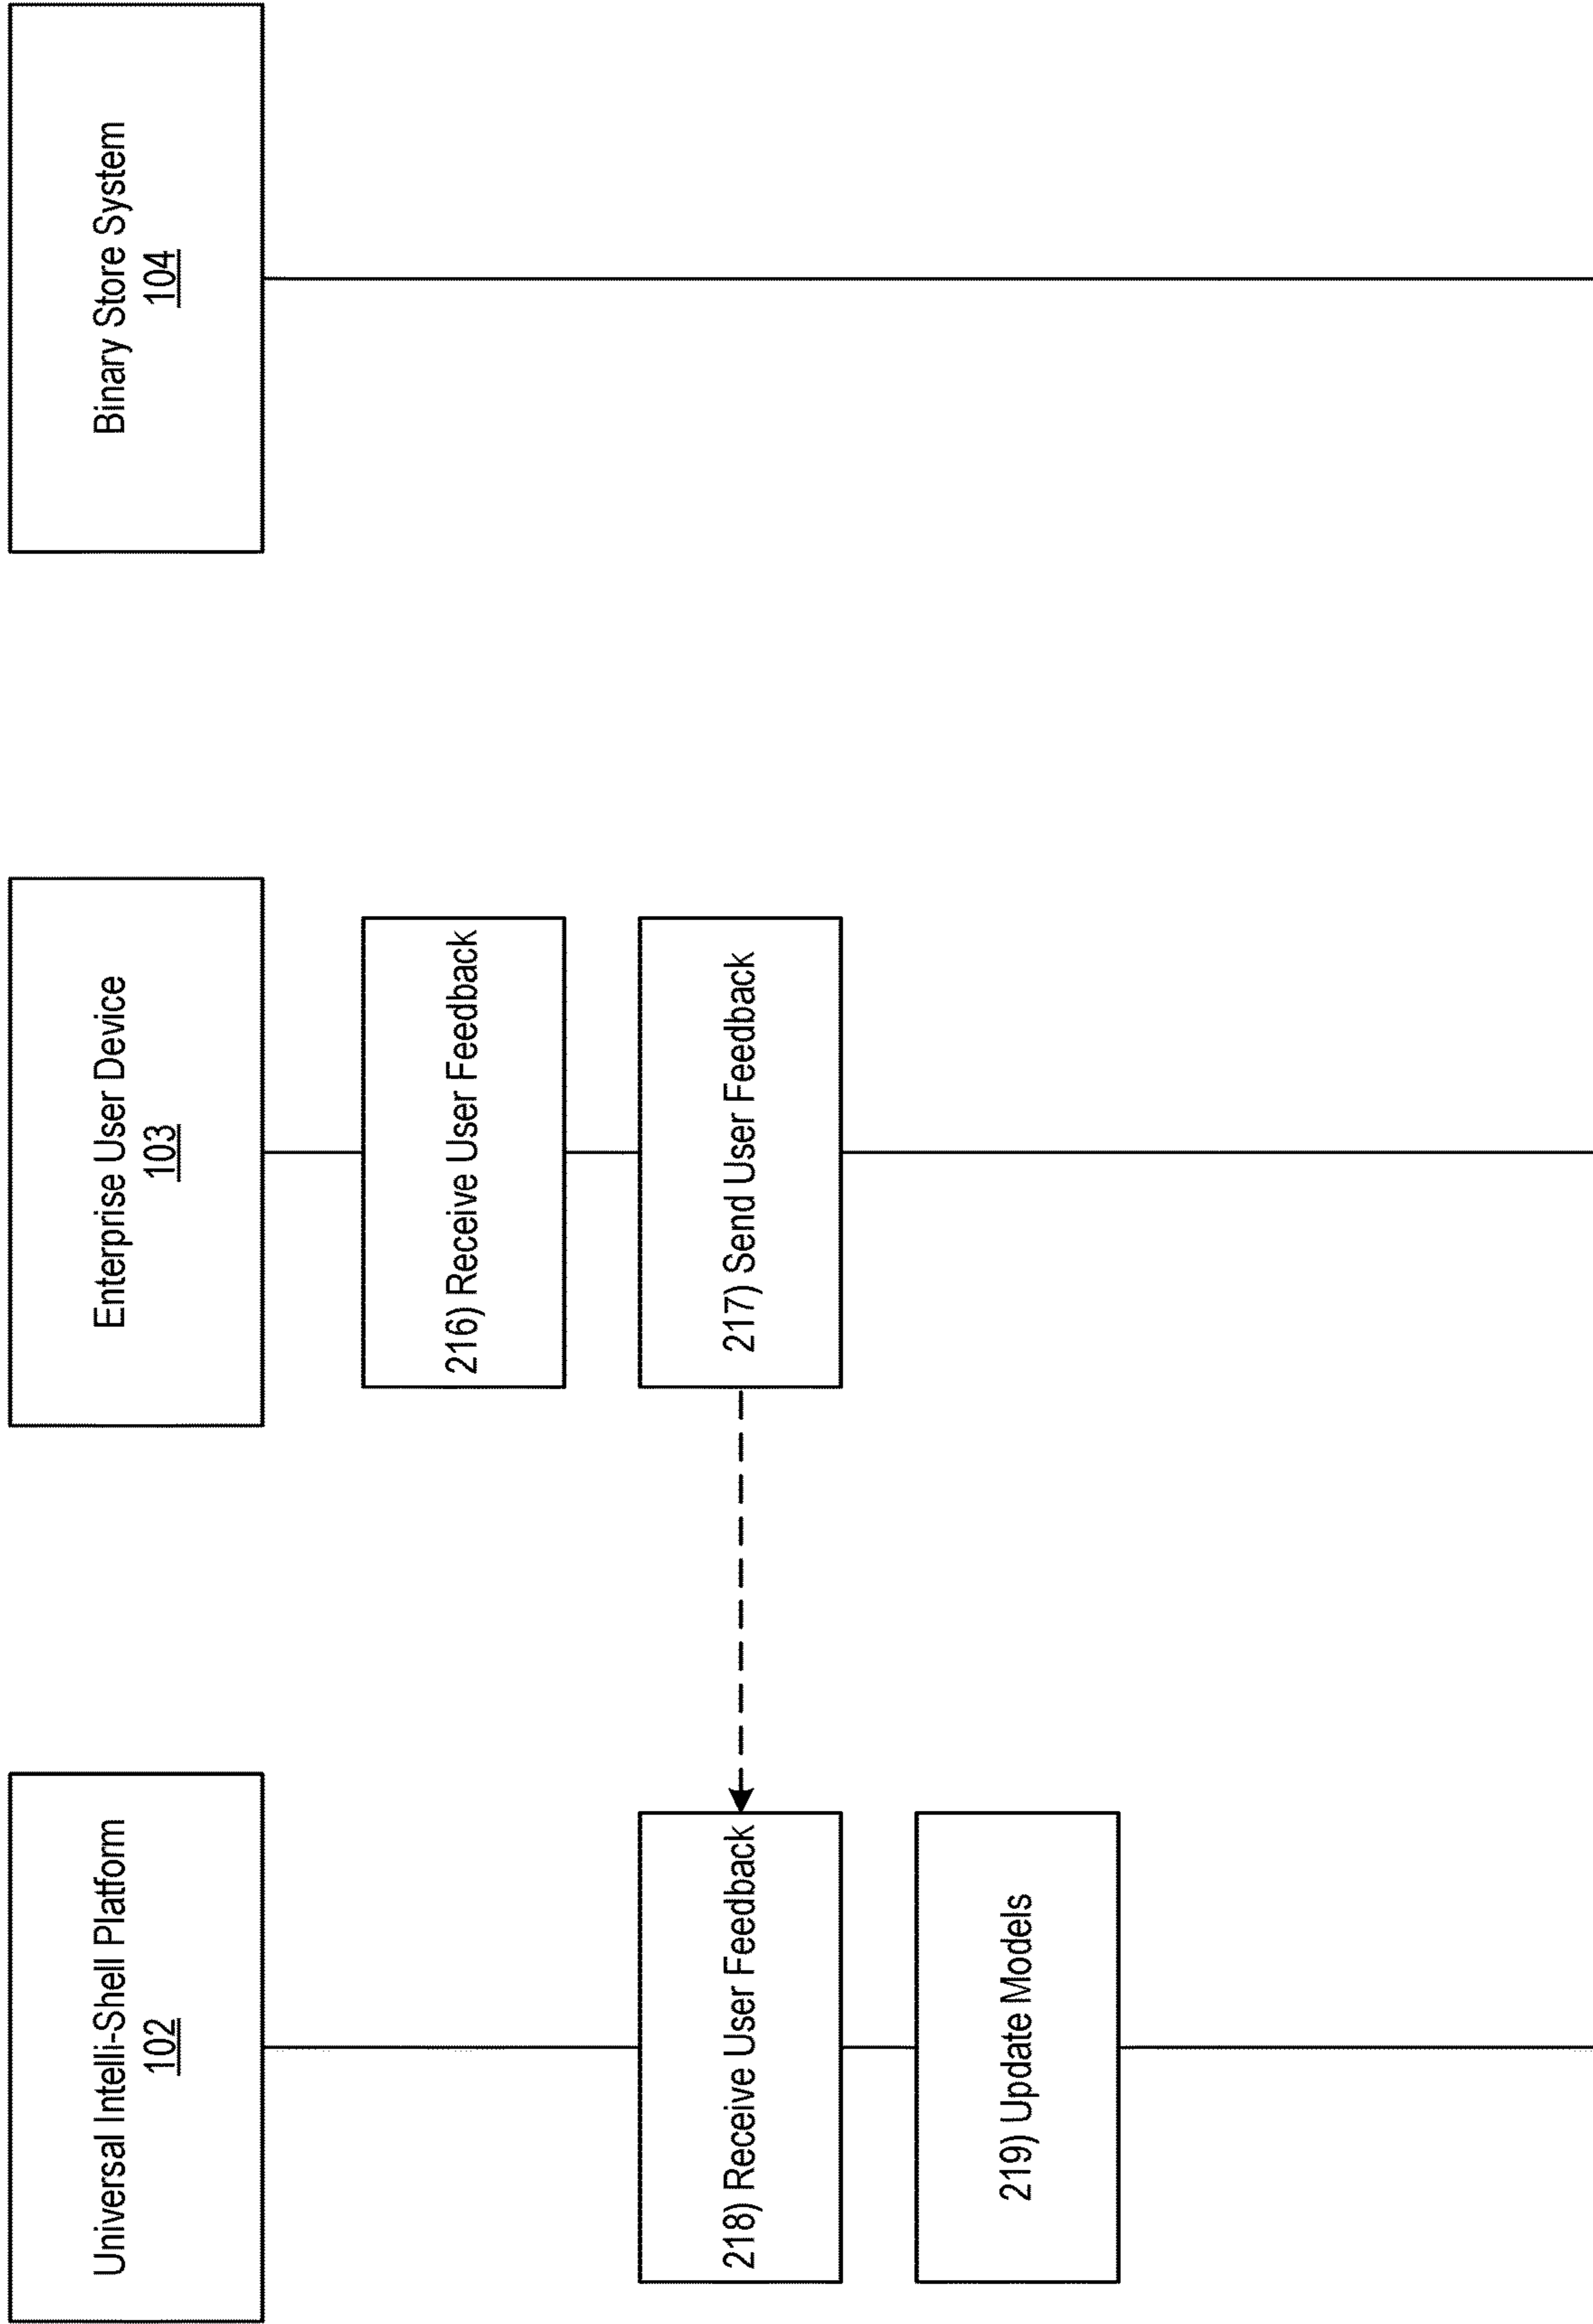 Universal Intelli-Shell Platform
102
Enterprise User Device
103
Binary Store System
104
216) Receive User Feedback
217) Send User Feedback
218) Receive User Feedback
219) Update Models